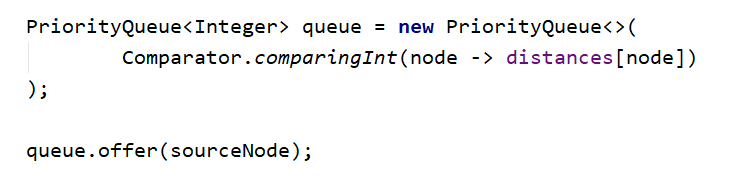 PriorityQueue<Integer> queue = new PriorityQueue<>(
        Comparator.comparingInt(node -> distances[node])
);

queue.offer(sourceNode);